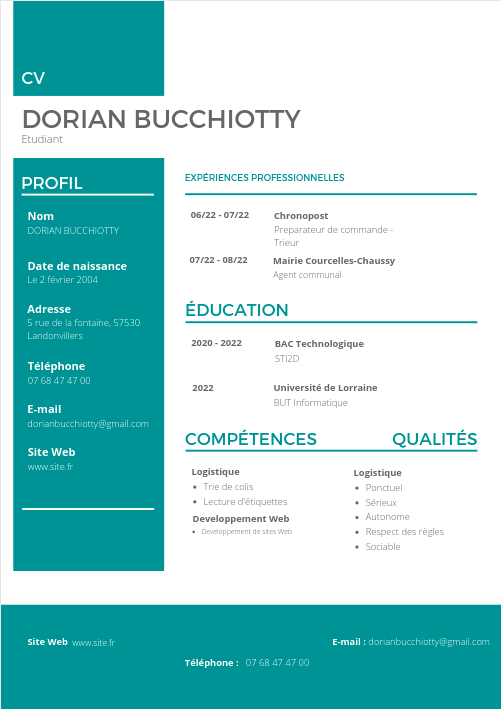 CV
DORIAN BUCCHIOTTY
Etudiant
PROFIL
Nom
DORIAN BUCCHIOTTY
Date de naissance
Le 2 février 2004
Adresse
5 rue de la fontaine, 57530
Landonvillers
Téléphone
07 68 47 47 00
E-mail
dorianbucchiotty@gmail.com
Site Web
www.site.fr
EXPÉRIENCES PROFESSIONNELLES
06/22 - 07/22 Chronopost
Preparateur de commande -
Trieur
07/22 - 08/22 Mairie Courcelles-Chaussy
Agent communal
ÉDUCATION
2020 - 2022 BAC Technologique
STI2D
2022 Université de Lorraine
BUT Informatique
COMPÉTENCES
Logistique
• Trie de colis
• Lecture d'étiquettes
Developpement Web
• Developpement de sites Web
QUALITÉS
Logistique
• Ponctuel
• Sérieux
• Autonome
• Respect des règles
• Sociable
Site Web www.site.fr
E-mail : dorianbucchiotty@gmail.com
Téléphone : 07 68 47 47 00